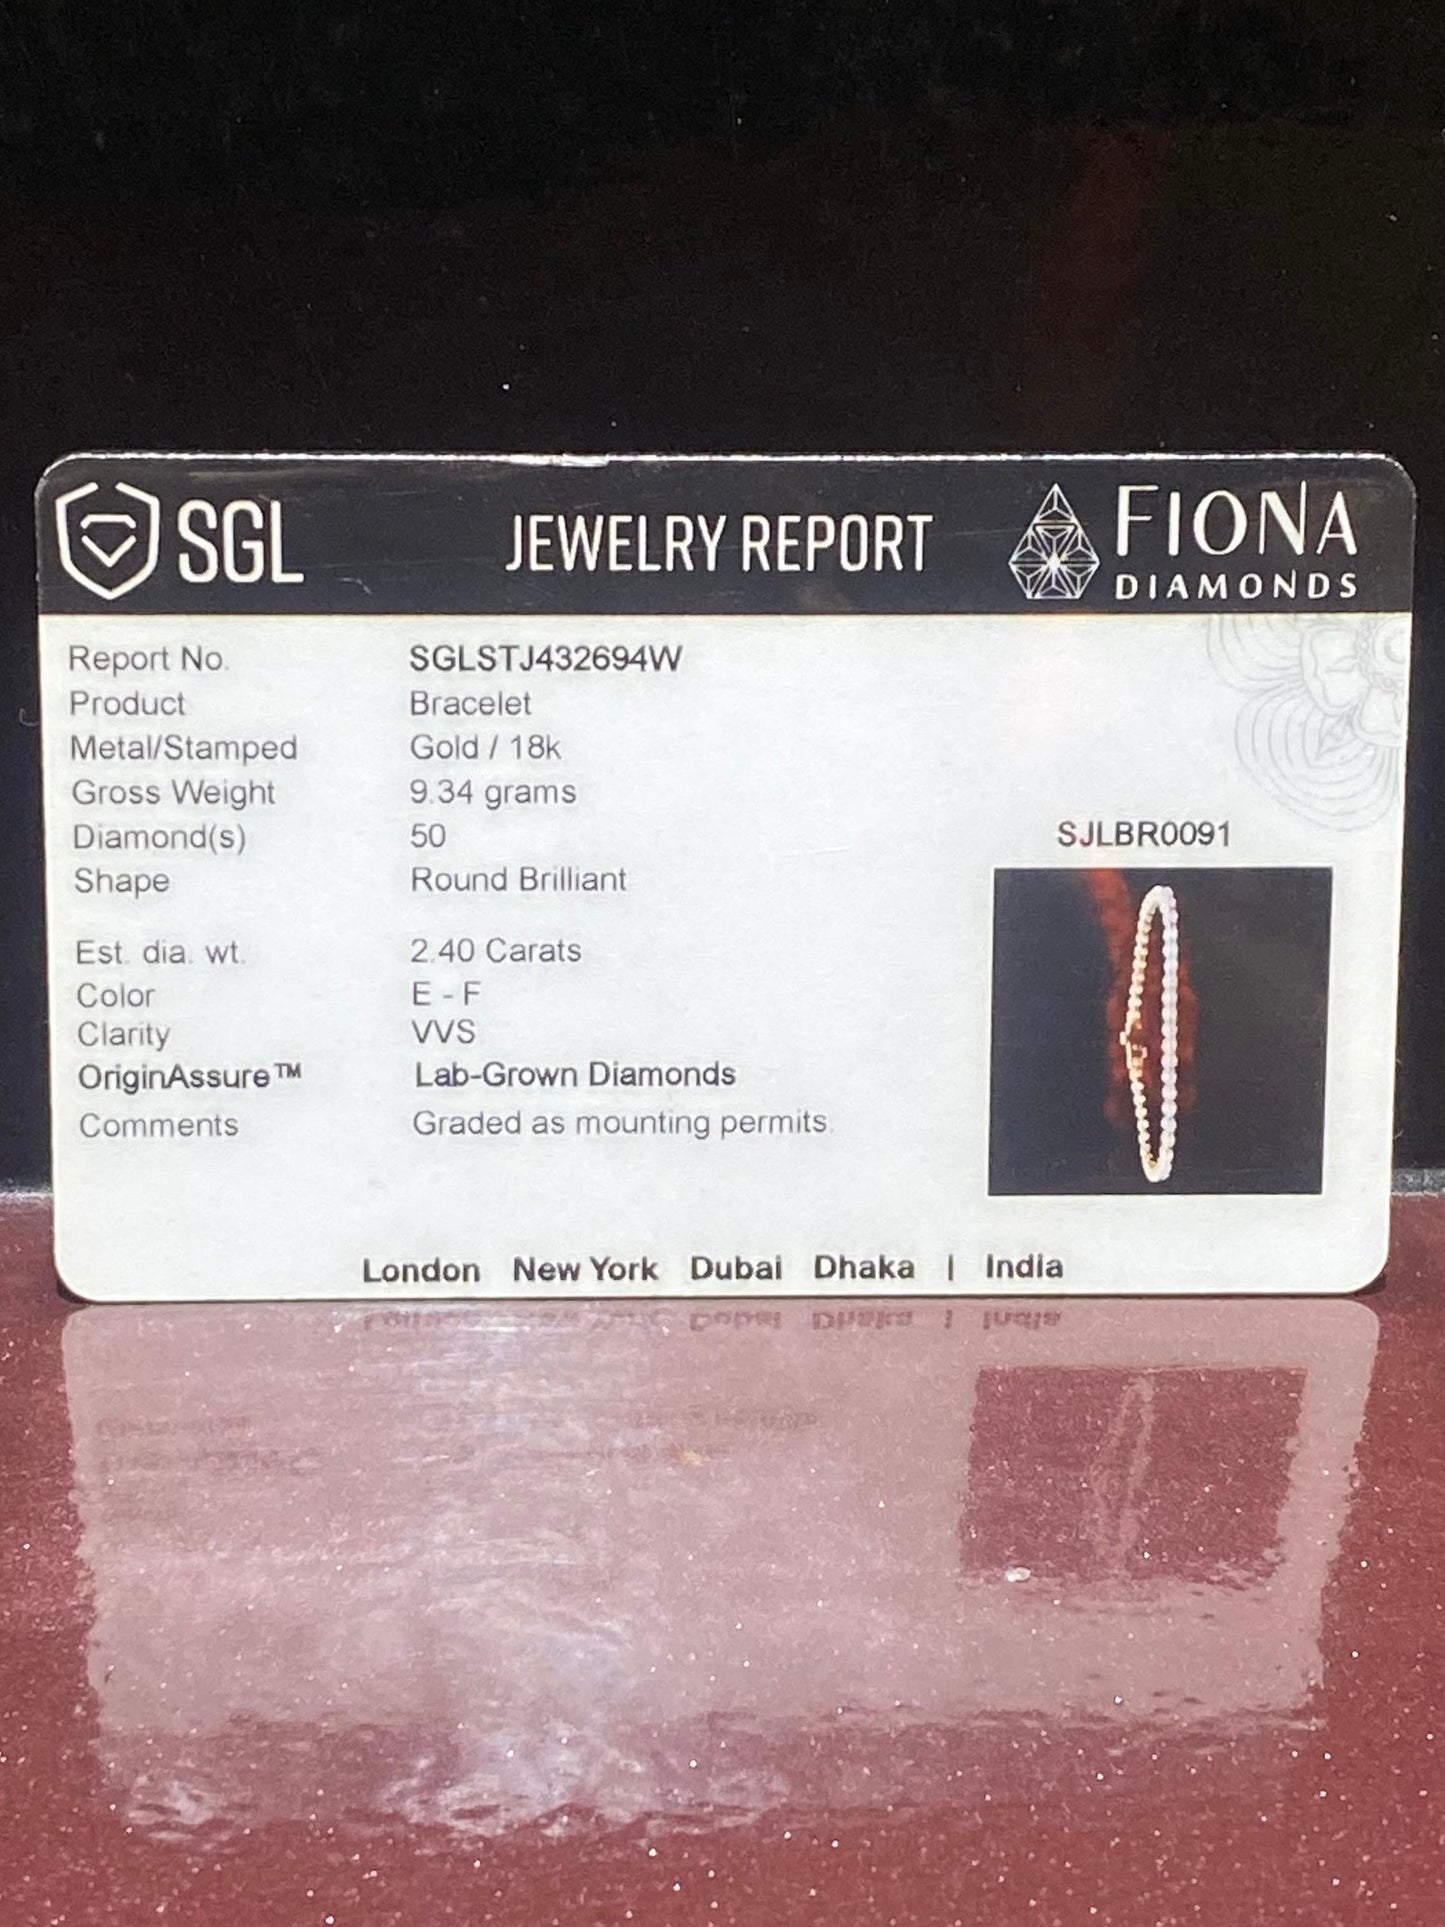 SGL JEWELRY REPORT FIONA
DIAMONDS
Report No. SGLSTJ432694W
Product Bracelet
Metal/Stamped Gold / 18k
Gross Weight 9.34 grams
Diamond(s) 50
Shape Round Brilliant
Est. dia. wt. 2.40 Carats
Color E - F
Clarity VVS
OriginAssure™ Lab-Grown Diamonds
Comments Graded as mounting permits.
SJLBR0091
London New York Dubai Dhaka | India